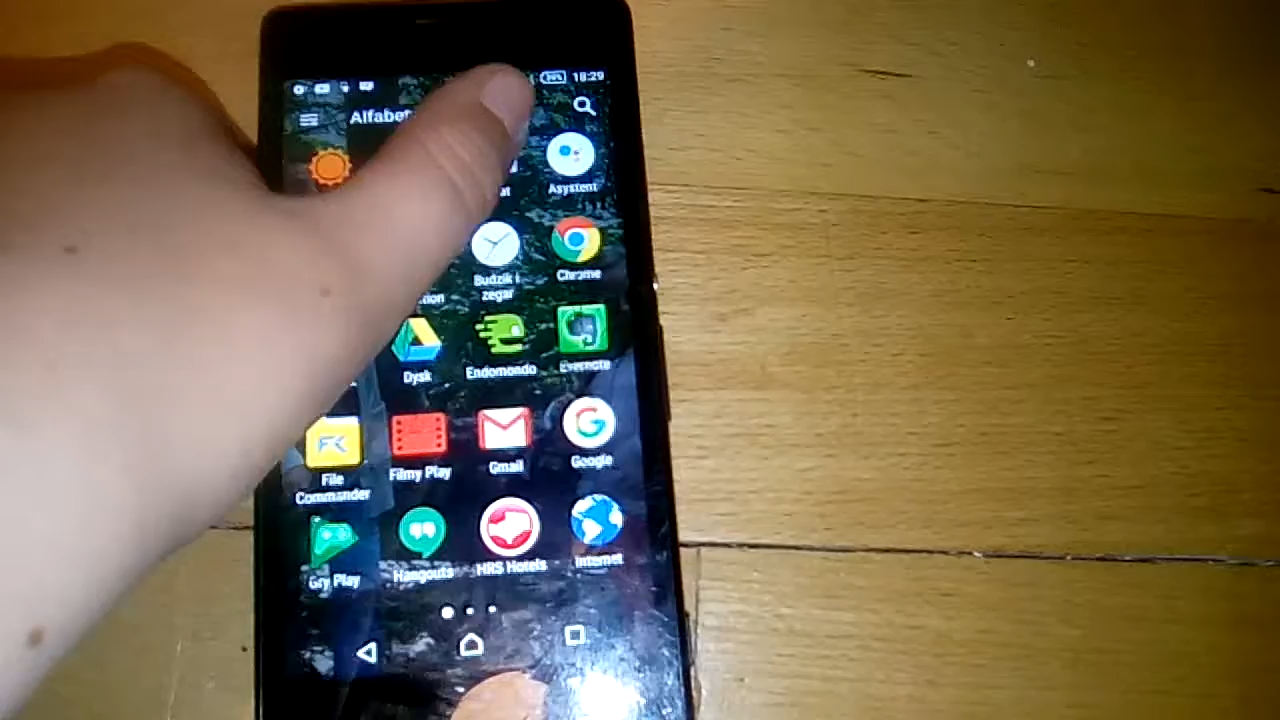 18:29
Alfabet
Asystent
Budzik i
zegar
Chrome
Dysk
Endomondo
Evernote
File
Commander
Filmy Play
Gmail
Google
Gry Play
Hangouts
HRS Hotels
Internet